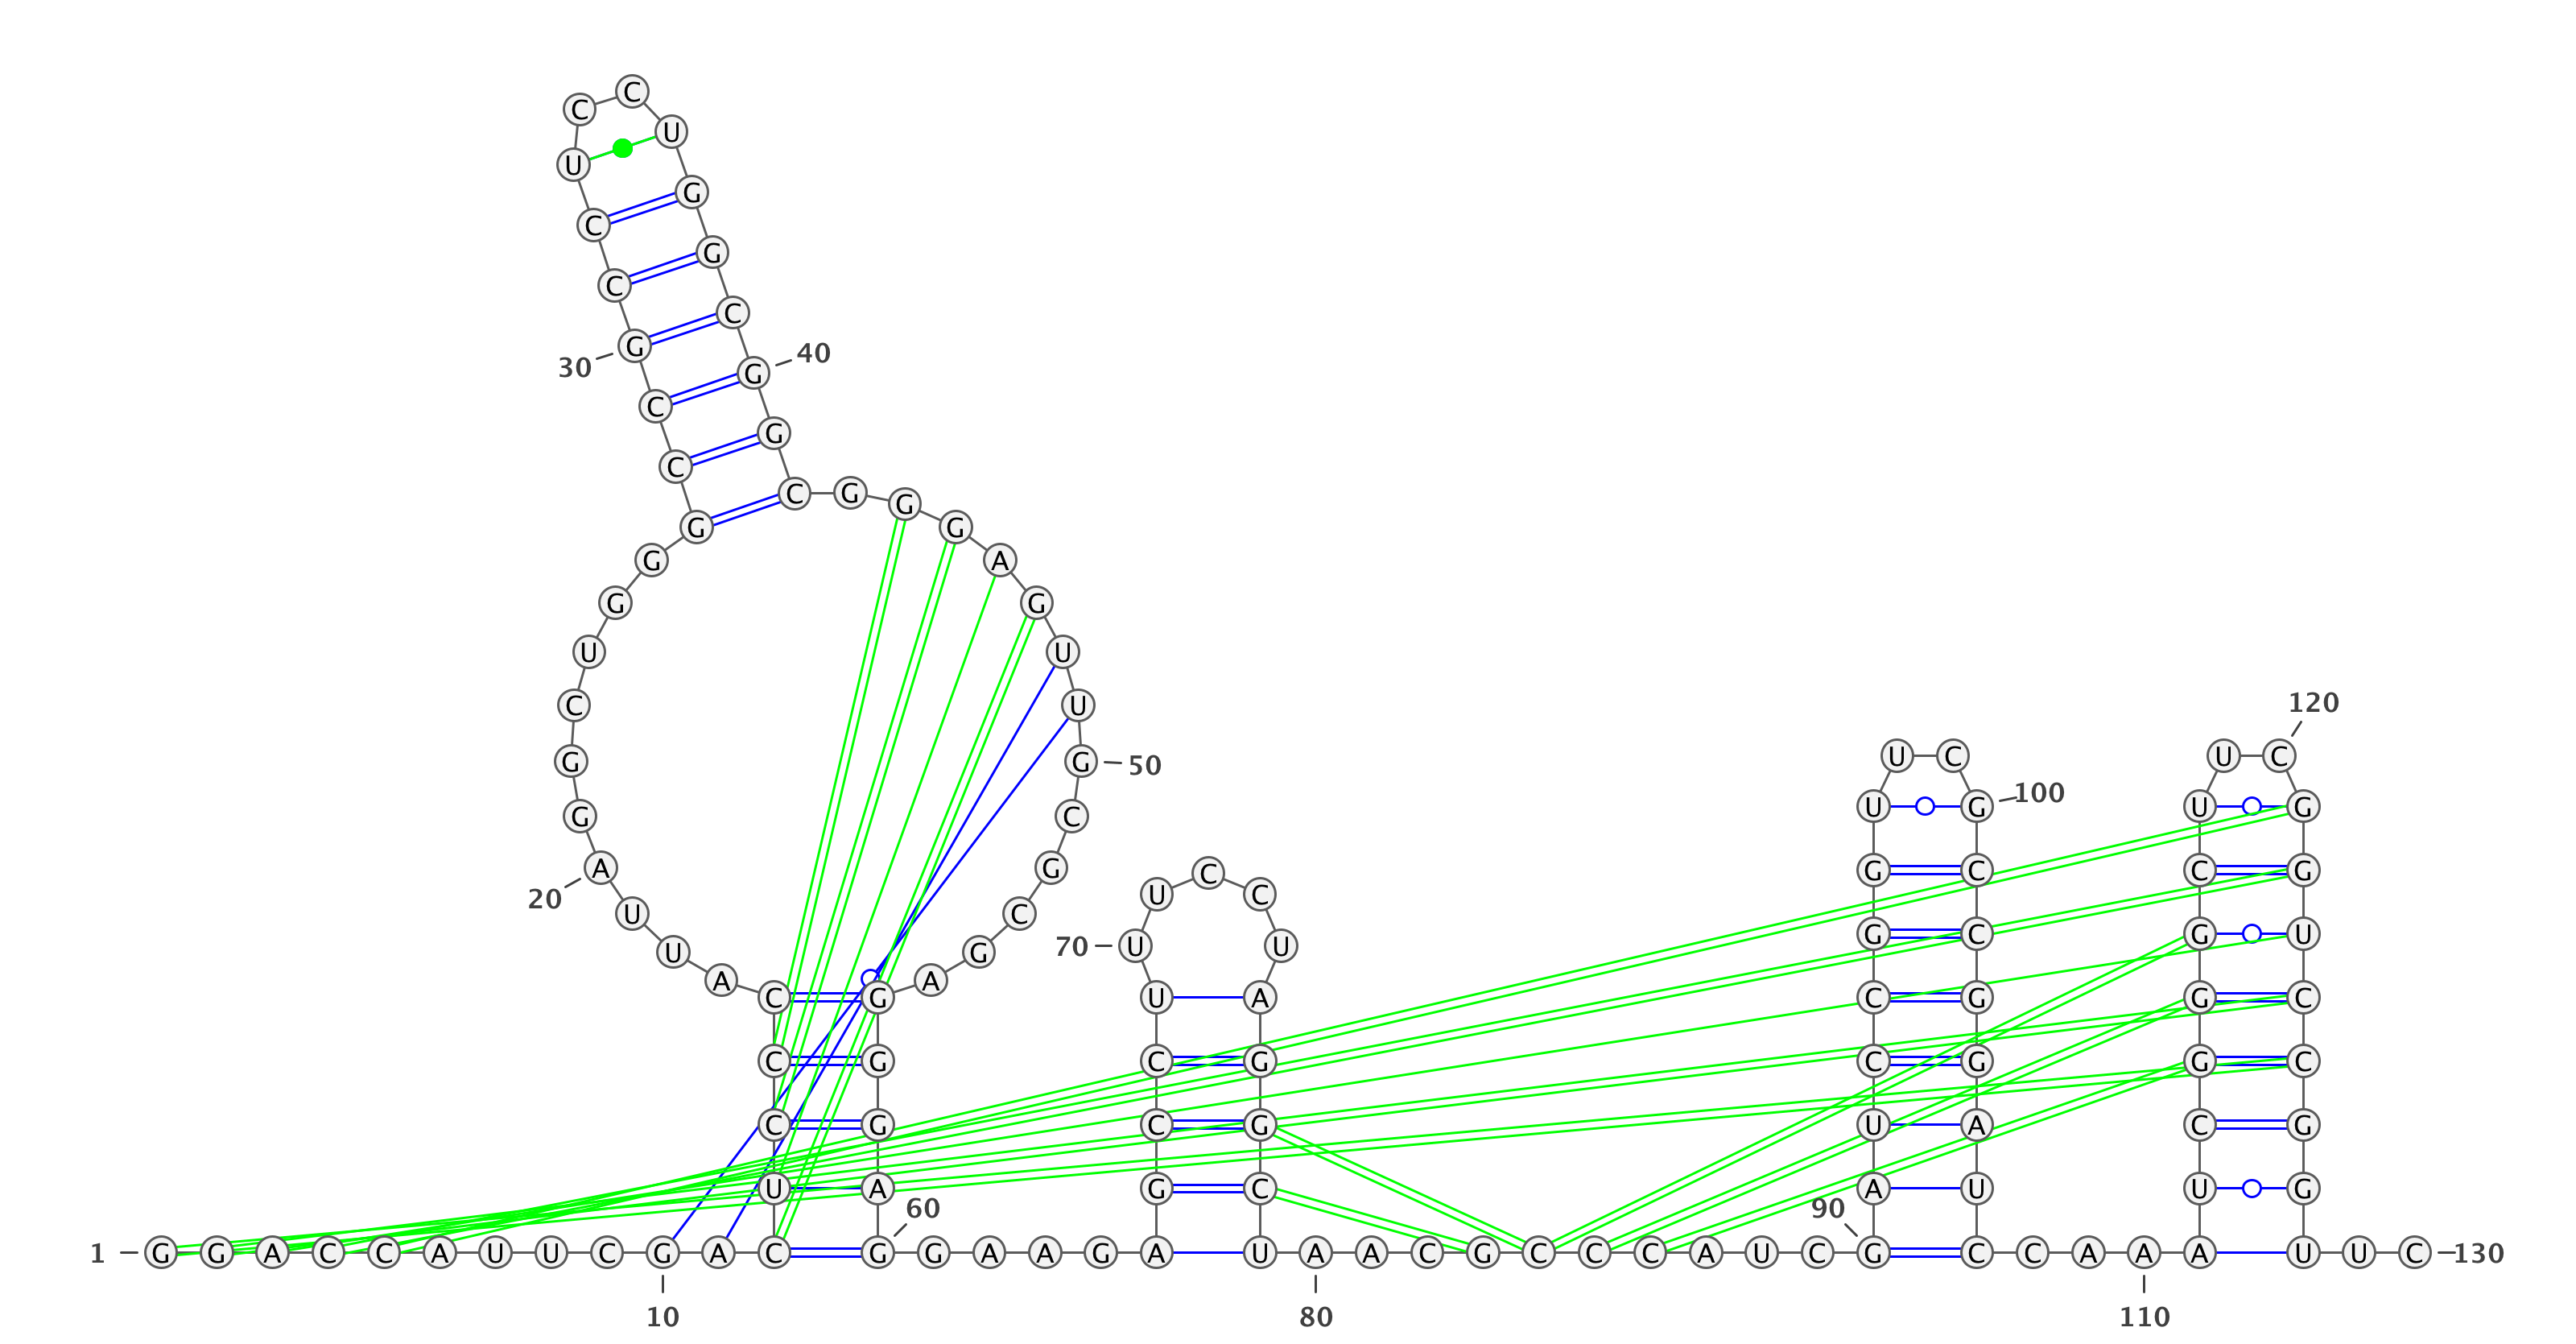 C
C
U
U
G
C
G
C
C
G 40
30 G
C
G
C
C G G
G G
G A
G G
U U
120
C U
U C U C
G G 50
100
U G U G
G C
A G C G C C G
20
U C U C
G C G U
70 U U
U G
A A
C G U A C G G C
C G C G C G G C
C G C G U A C G
U A G C A U U G
60 90
1 G G A C C A U U C G A C G G A A G A U A A C G C C C A U C G C C A A A A U U C 130
10 80 110